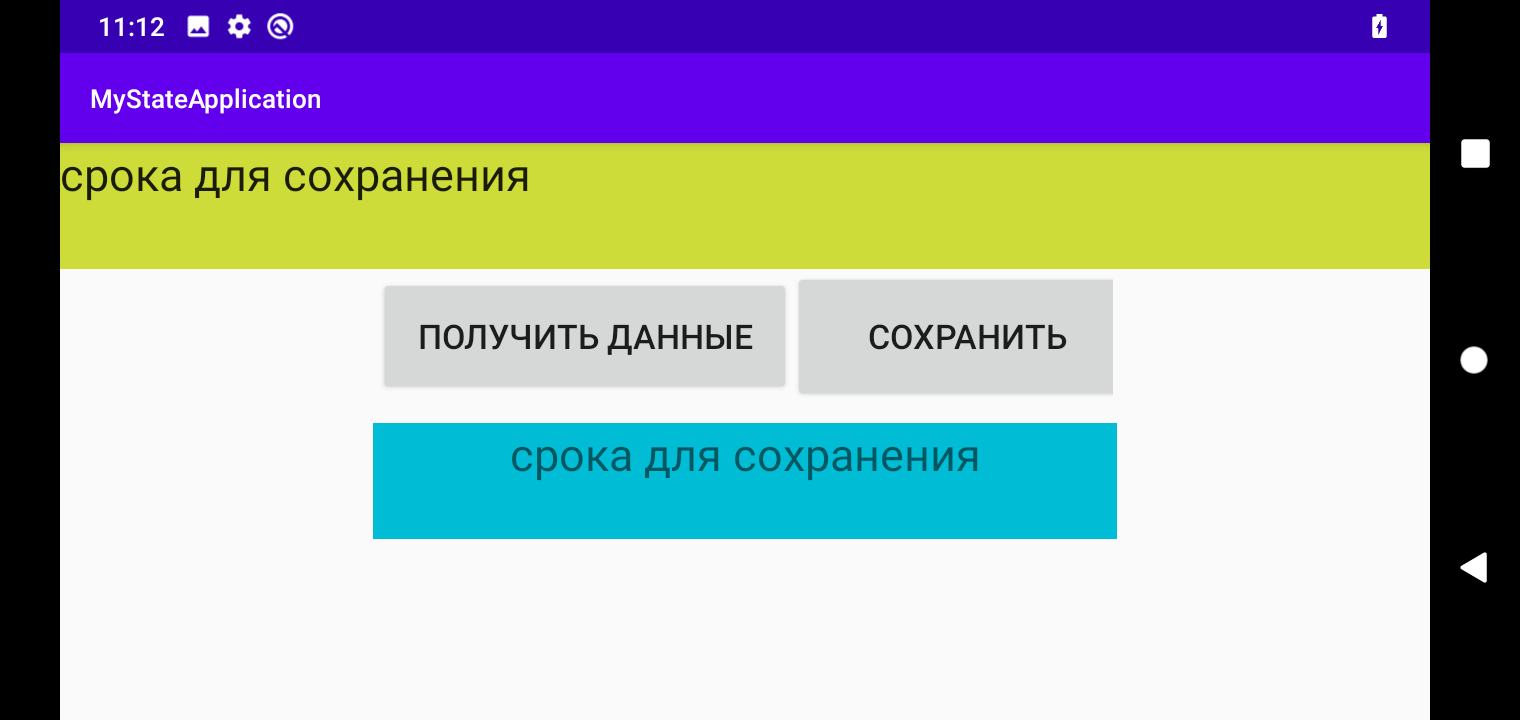 11:12
MyStateApplication
срока для сохранения
ПОЛУЧИТЬ ДАННЫЕ СОХРАНИТЬ
срока для сохранения